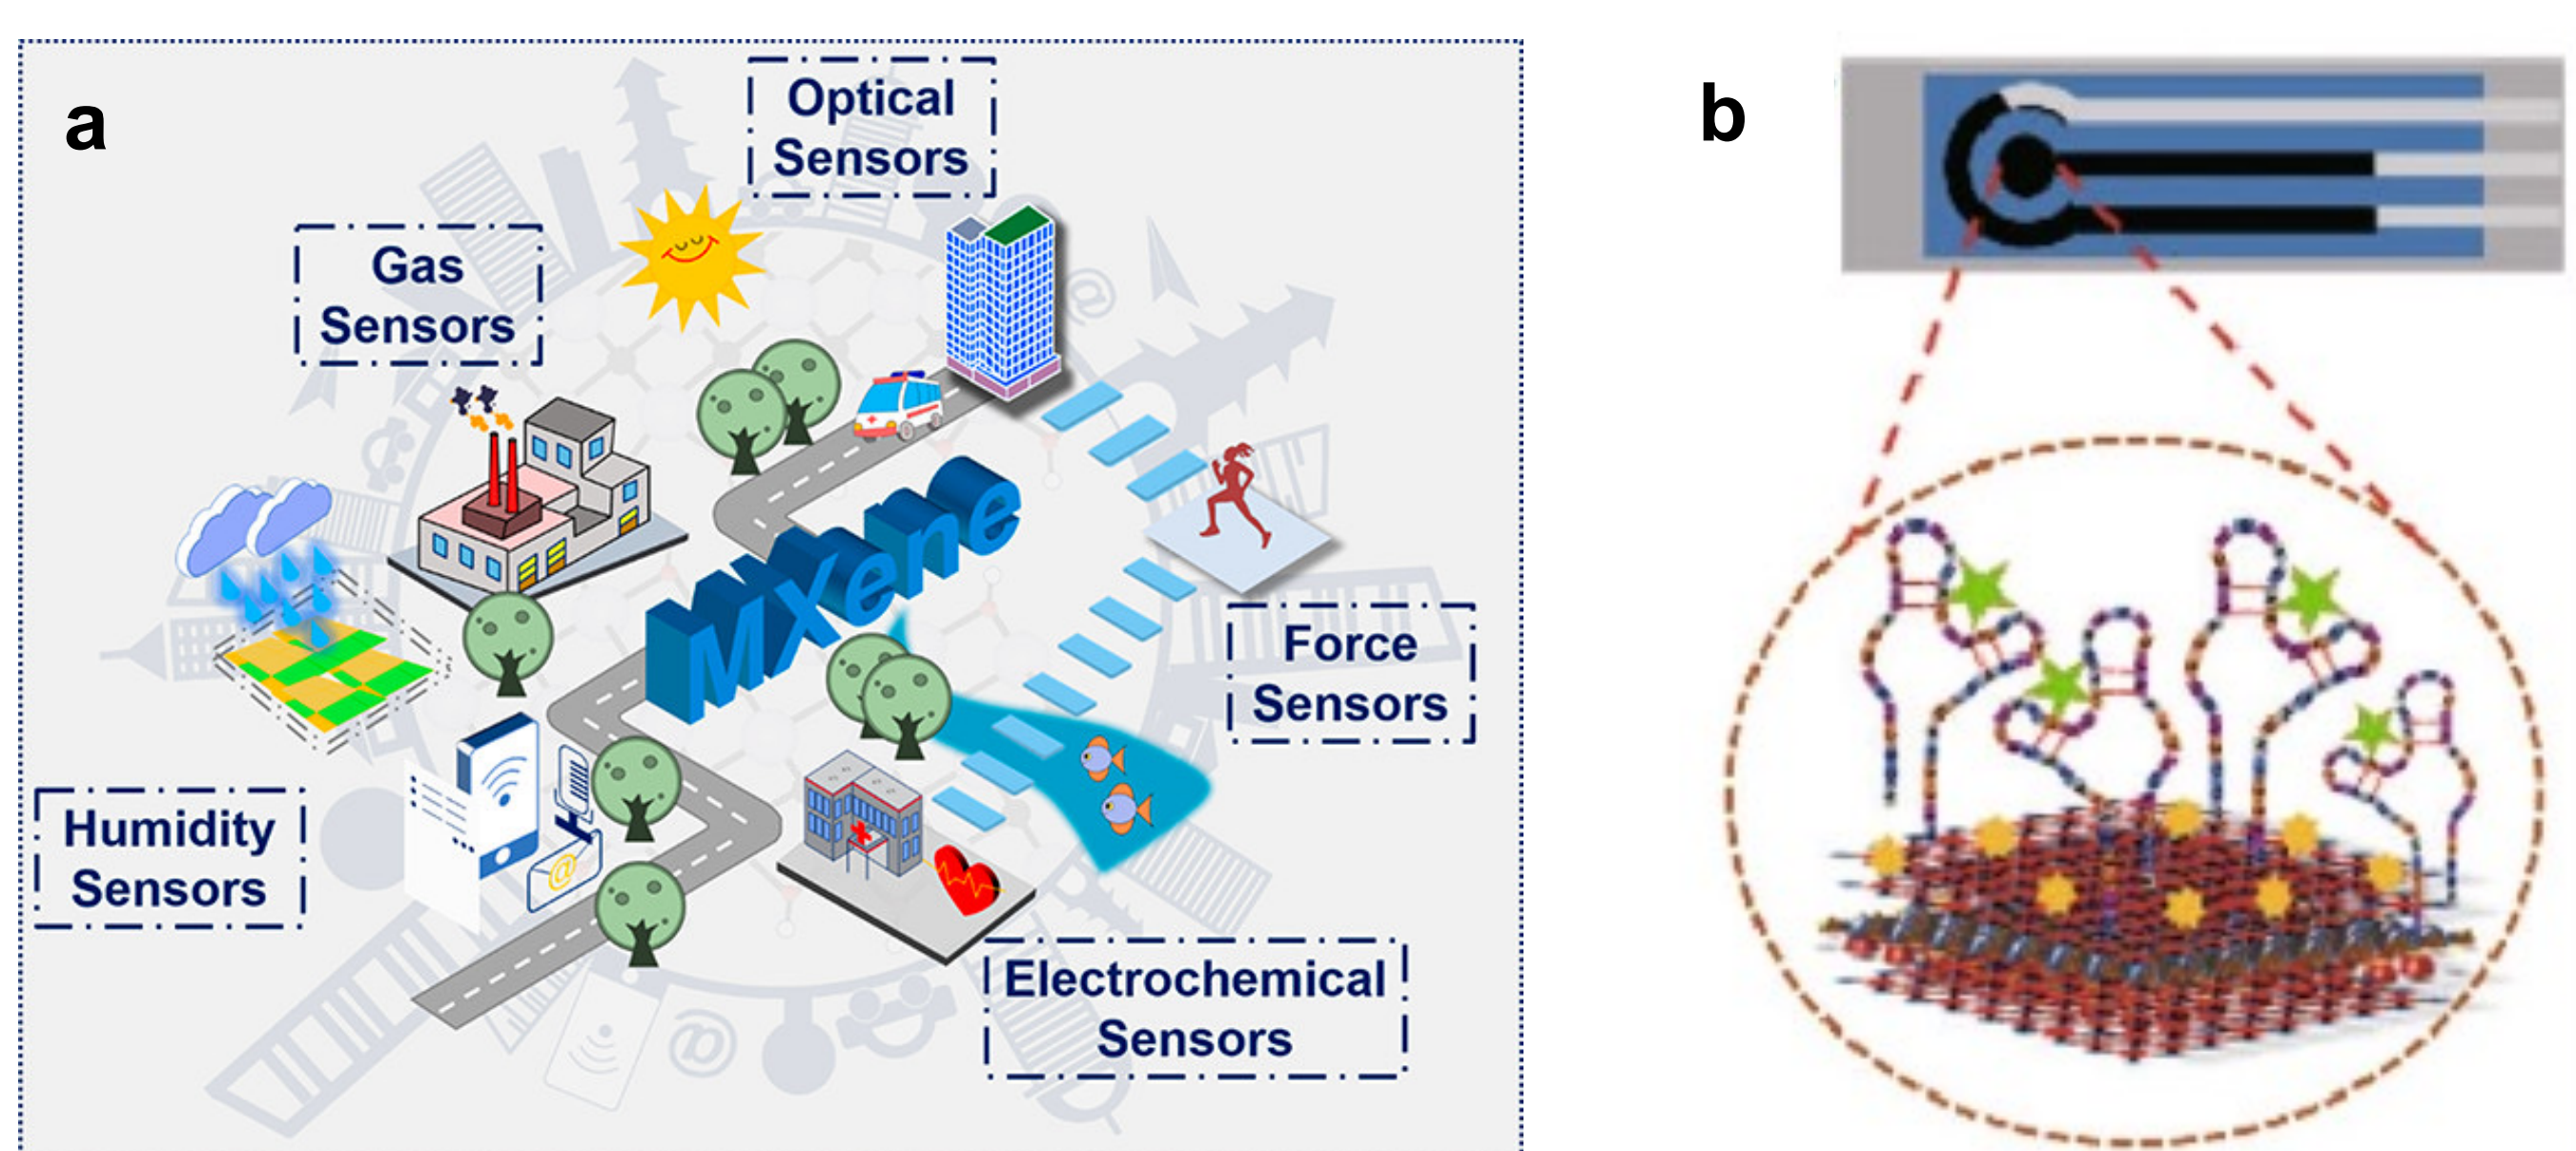 a
Optical
Sensors
Gas
Sensors
MXene
Force
Sensors
Humidity
Sensors
@
Electrochemical
Sensors
@
@
b